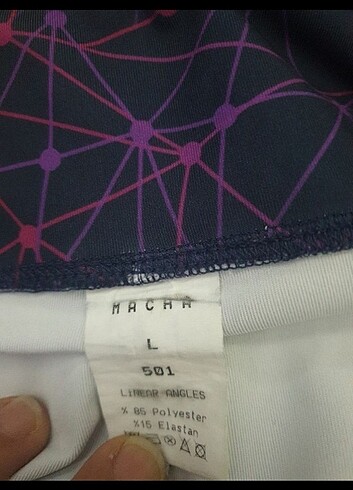 MACHA
L
501
LiNEAR ANGLES
% 85 Polyester
%15 Elastan